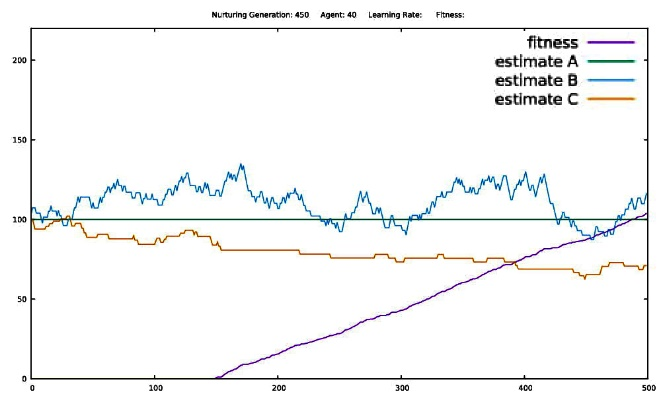 Nurturing Generation: 450 Agent: 40 Learning Rate: Fitness:
fitness
estimate A
estimate B
estimate C
200
150
100
50
0
0 100 200 300 400 500